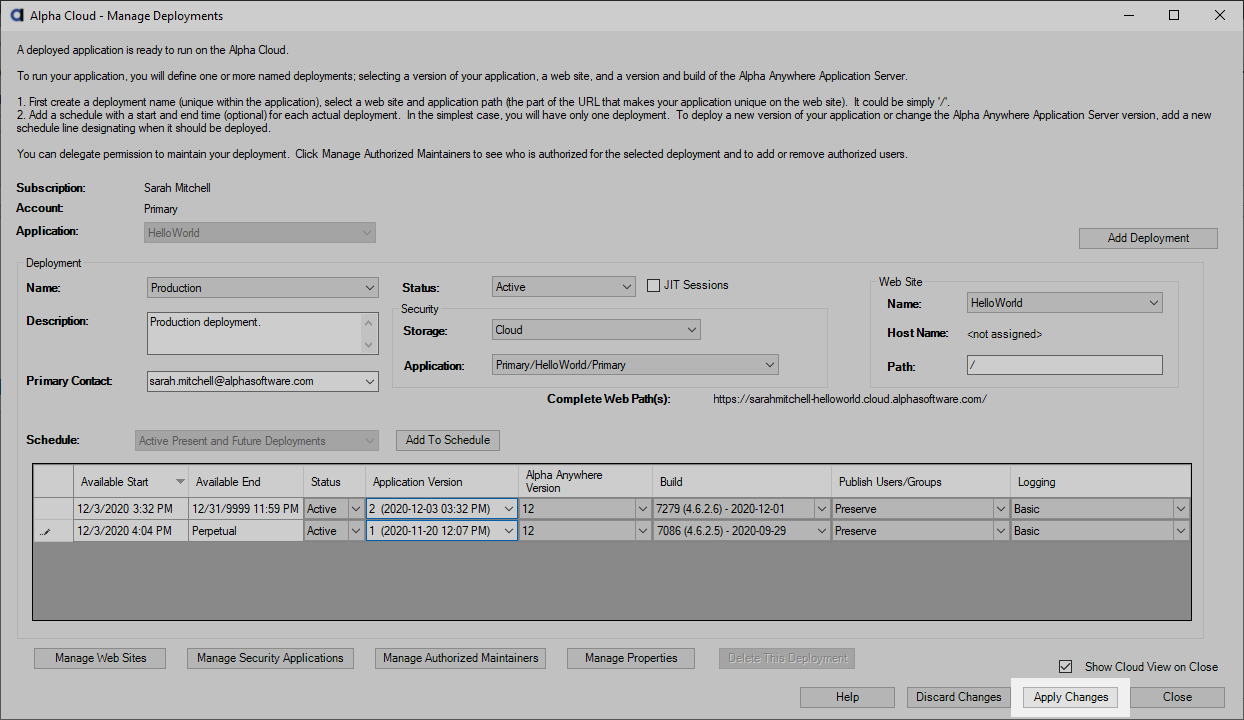 Alpha Cloud - Manage Deployments
A deployed application is ready to run on the Alpha Cloud.
To run your application, you will define one or more named deployments; selecting a version of your application, a web site, and a version and build of the Alpha Anywhere Application Server.
1. First create a deployment name (unique within the application), select a web site and application path (the part of the URL that makes your application unique on the web site).  It could be simply '/'.
2. Add a schedule with a start and end time (optional) for each actual deployment.  In the simplest case, you will have only one deployment.  To deploy a new version of your application or change the Alpha Anywhere Application Server version, add a new
schedule line designating when it should be deployed.
You can delegate permission to maintain your deployment.  Click Manage Authorized Maintainers to see who is authorized for the selected deployment and to add or remove authorized users.
Subscription: Sarah Mitchell
Account: Primary
Application: HelloWorld
Add Deployment
Deployment
Name: Production
Status: Active JIT Sessions
Web Site
Name: HelloWorld
Description: Production deployment.
Security
Storage: Cloud
Host Name: <not assigned>
Application: Primary/HelloWorld/Primary
Path: /
Primary Contact: sarah.mitchell@alphasoftware.com
Complete Web Path(s): https://sarahmitchell-helloworld.cloud.alphasoftware.com/
Schedule: Active Present and Future Deployments Add To Schedule
Available Start Available End Status Application Version Alpha Anywhere Version Build Publish Users/Groups Logging
12/3/2020 3:32 PM 12/31/9999 11:59 PM Active 2 (2020-12-03 03:32 PM) 12 7279 (4.6.2.6) - 2020-12-01 Preserve Basic
12/3/2020 4:04 PM Perpetual Active 1 (2020-11-20 12:07 PM) 12 7086 (4.6.2.5) - 2020-09-29 Preserve Basic
Manage Web Sites Manage Security Applications Manage Authorized Maintainers Manage Properties Delete This Deployment
Show Cloud View on Close
Help Discard Changes Apply Changes Close